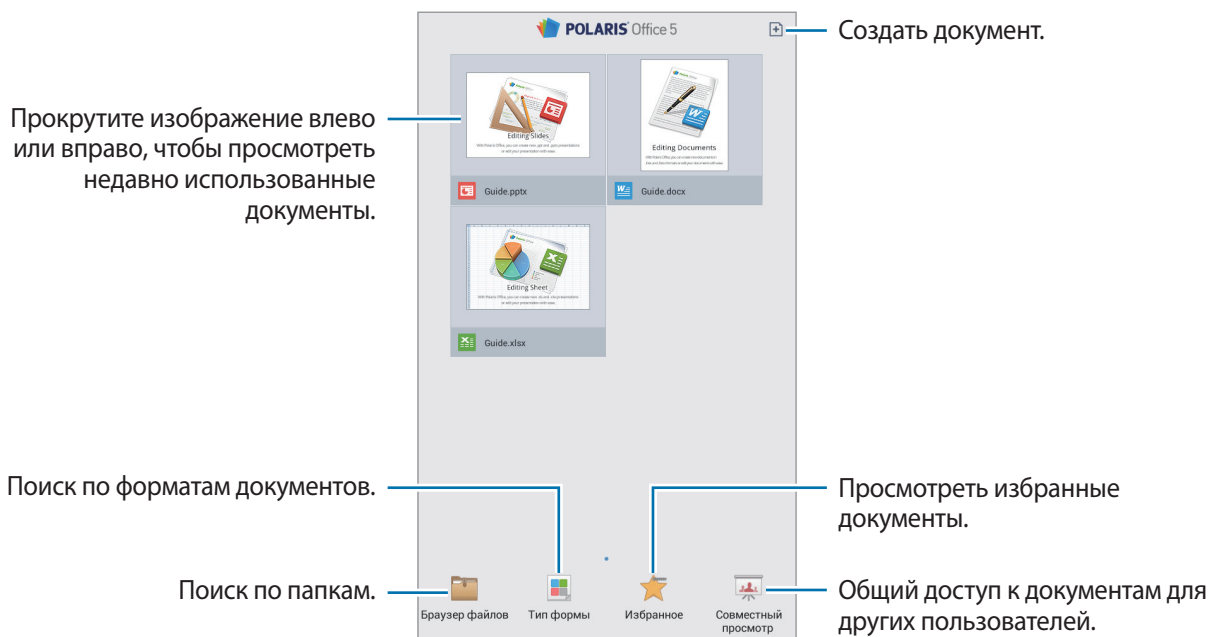 POLARIS Office 5
Создать документ.
Прокрутите изображение влево
или вправо, чтобы просмотреть
недавно использованные
документы.
Editing Slides
Editing Documents
Guide.pptx
Guide.docx
Editing Sheet
Guide.xlsx
Поиск по форматам документов.
Просмотреть избранные
документы.
Поиск по папкам.
Браузер файлов
Тип формы
Избранное
Совместный
просмотр
Общий доступ к документам для
других пользователей.